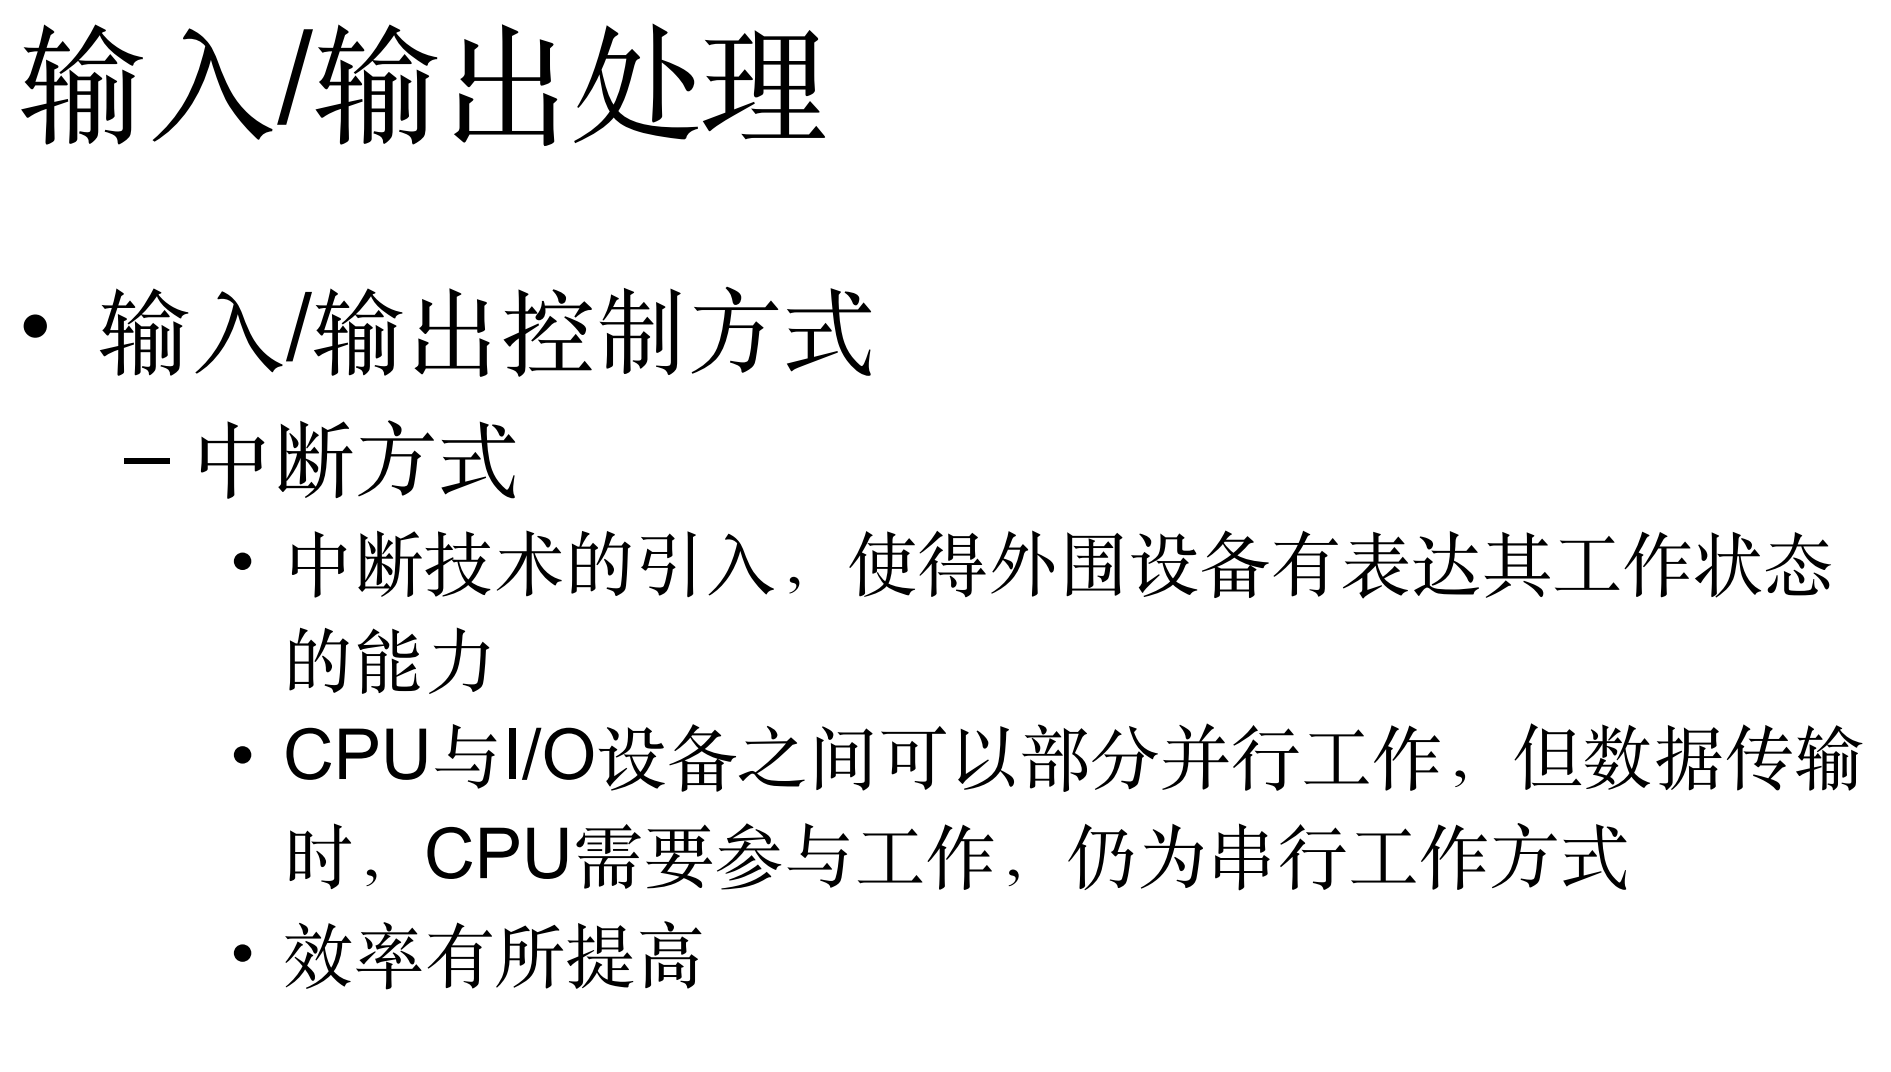 输入/输出处理
• 输入/输出控制方式
– 中断方式
• 中断技术的引入，使得外围设备有表达其工作状态
的能力
• CPU与I/O设备之间可以部分并行工作，但数据传输
时，CPU需要参与工作，仍为串行工作方式
• 效率有所提高